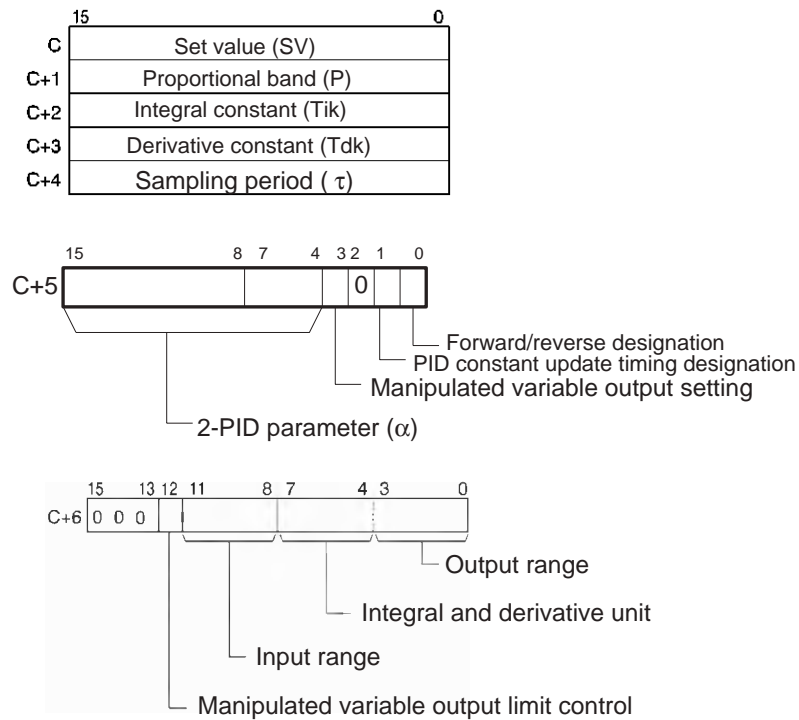 15 0
C Set value (SV)
C+1 Proportional band (P)
C+2 Integral constant (Tik)
C+3 Derivative constant (Tdk)
C+4 Sampling period ( τ)
15 8 7 4 3 2 1 0
C+5 0
Forward/reverse designation
PID constant update timing designation
Manipulated variable output setting
2-PID parameter (α)
15 13 12 11 8 7 4 3 0
C+6 0 0 0
Output range
Integral and derivative unit
Input range
Manipulated variable output limit control